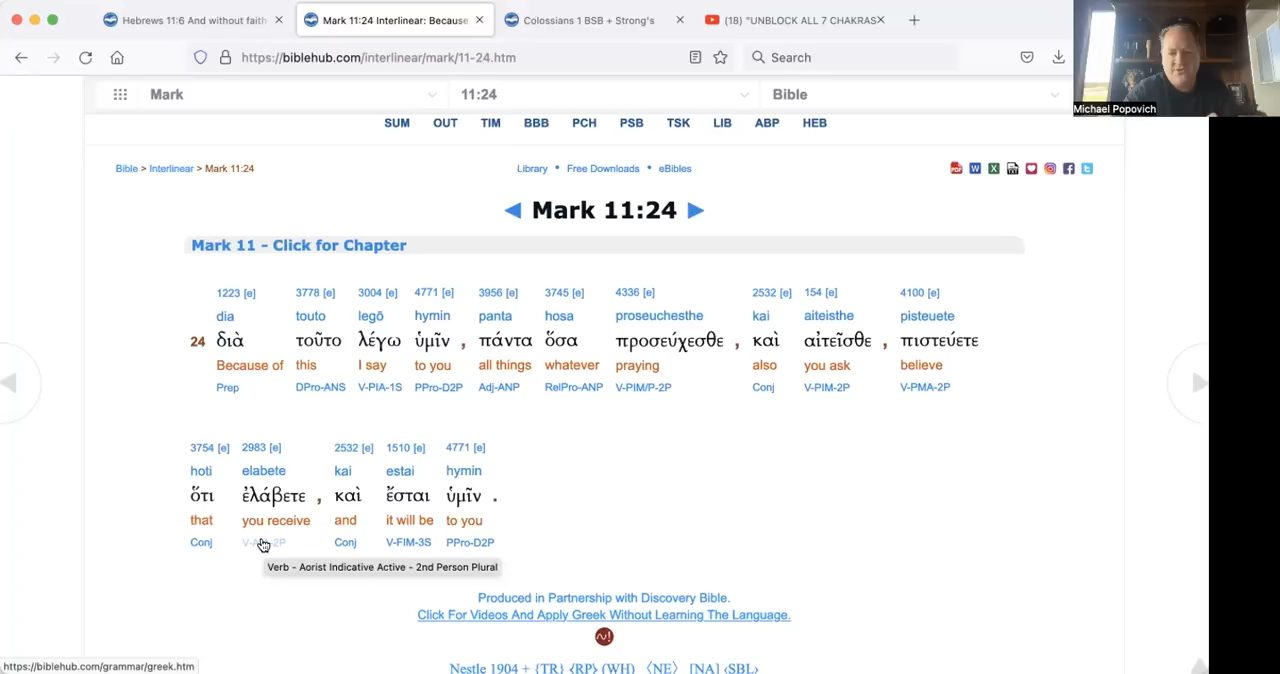 Hebrews 11:6 And without faith
Mark 11:24 Interlinear: Because
Colossians 1 BSB + Strong's
(18) "UNBLOCK ALL 7 CHAKRAS
https://biblehub.com/interlinear/mark/11-24.htm
Search
Michael Popovich
Mark 11:24 Bible
SUM OUT TIM BBB PCH PSB TSK LIB ABP HEB
Bible > Interlinear > Mark 11:24
Library • Free Downloads • eBibles
◄ Mark 11:24 ►
Mark 11 - Click for Chapter
1223 [e] 3778 [e] 3004 [e] 4771 [e] 3956 [e] 3745 [e] 4336 [e] 2532 [e] 154 [e] 4100 [e]
dia touto legō hymin panta hosa proseuchesthe kai aiteisthe pisteuete
24 διὰ τοῦτο λέγω ὑμῖν , πάντα ὅσα προσεύχεσθε , καὶ αἰτεῖσθε , πιστεύετε
Because of this I say to you all things whatever praying also you ask believe
Prep DPro-ANS V-PIA-1S PPro-D2P Adj-ANP RelPro-ANP V-PIM/P-2P Conj V-PIM-2P V-PMA-2P
3754 [e] 2983 [e] 2532 [e] 1510 [e] 4771 [e]
hoti elabete kai estai hymin
ὅτι ἐλάβετε , καὶ ἔσται ὑμῖν .
that you receive and it will be to you
Conj Conj V-FIM-3S PPro-D2P
Verb - Aorist Indicative Active - 2nd Person Plural
Produced in Partnership with Discovery Bible.
Click For Videos And Apply Greek Without Learning The Language.
https://biblehub.com/grammar/greek.htm
Nestle 1904 + {TR} ⟨RP⟩ (WH) 〈NE〉 [NA] ‹SBL›